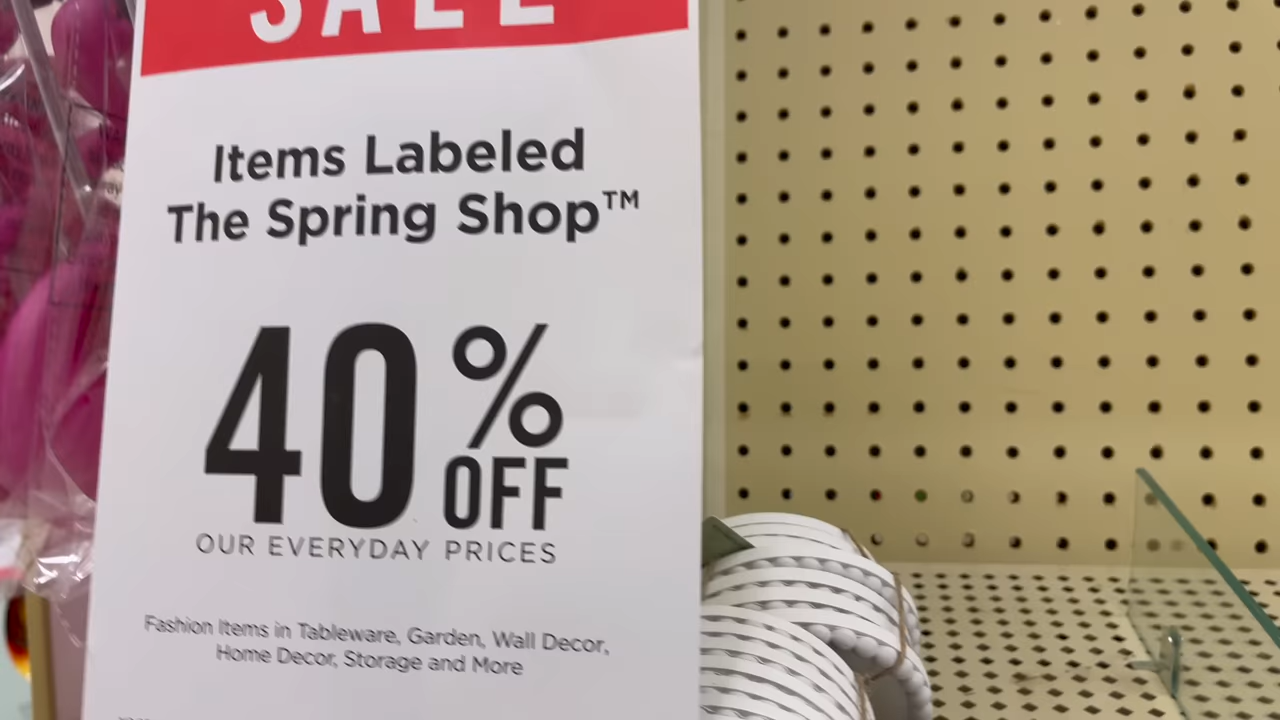 SALE
Items Labeled
The Spring Shop™
40%
OFF
OUR EVERYDAY PRICES
Fashion Items in Tableware, Garden, Wall Decor,
Home Decor, Storage and More